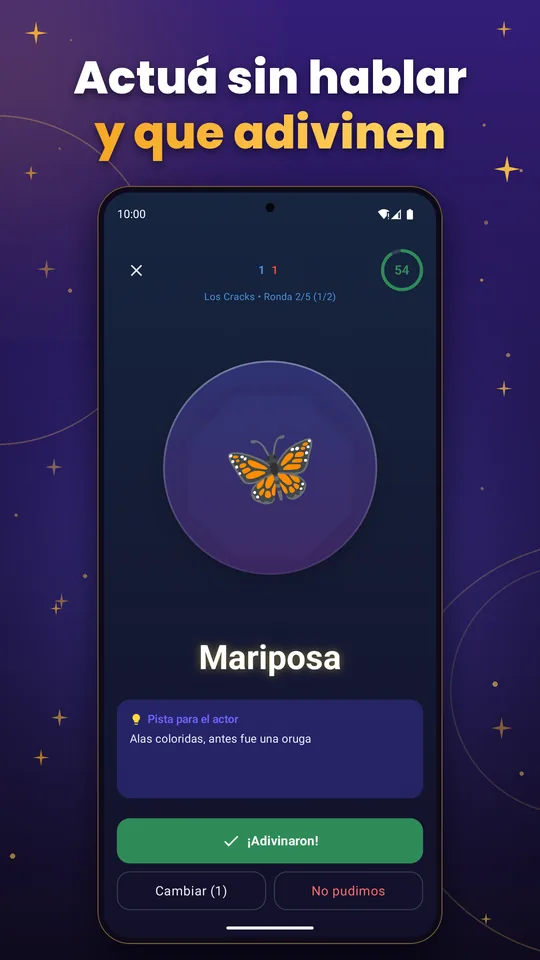 Actuá sin hablar
y que adivinen
10:00
1 1
54
Los Cracks • Ronda 2/5 (1/2)
Mariposa
Pista para el actor
Alas coloridas, antes fue una oruga
¡Adivinaron!
Cambiar (1)
No pudimos